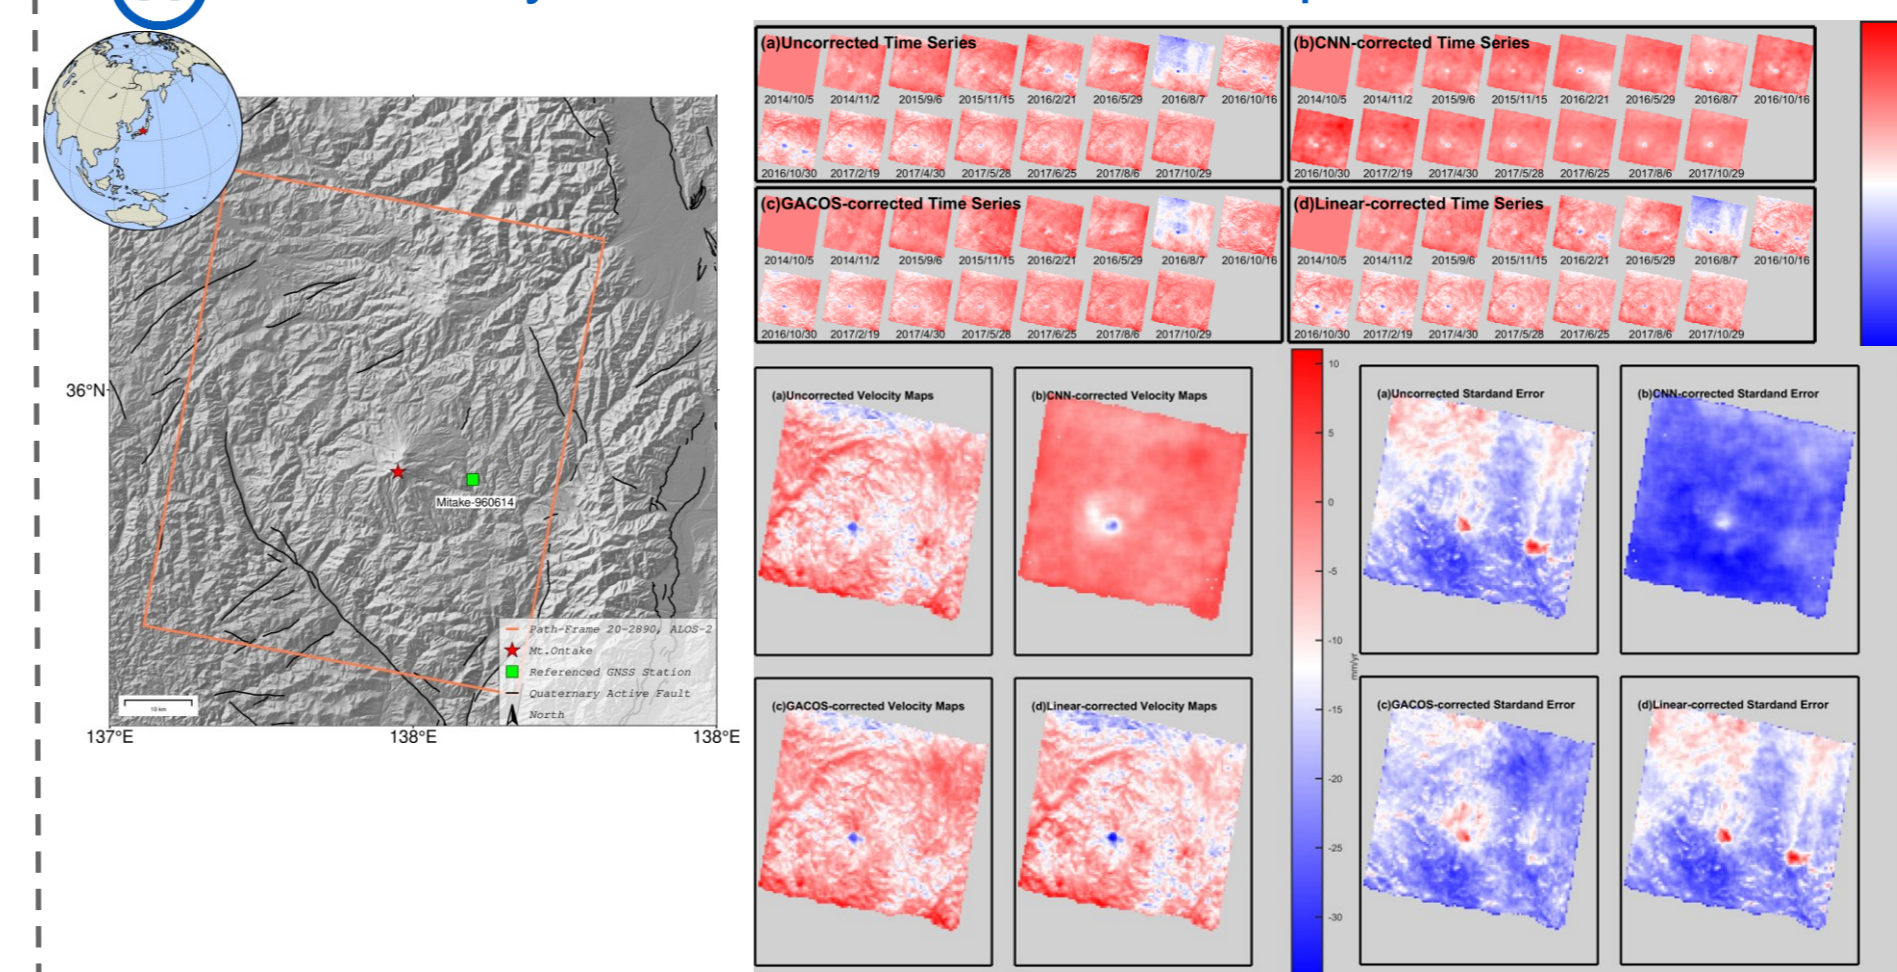 (a)Uncorrected Time Series
2014/10/5 2014/11/2 2015/9/6 2015/11/15 2016/2/21 2016/5/29 2016/8/7 2016/10/16
2016/10/30 2017/2/19 2017/4/30 2017/5/28 2017/6/25 2017/8/6 2017/10/29
(b)CNN-corrected Time Series
2014/10/5 2014/11/2 2015/9/6 2015/11/15 2016/2/21 2016/5/29 2016/8/7 2016/10/16
2016/10/30 2017/2/19 2017/4/30 2017/5/28 2017/6/25 2017/8/6 2017/10/29
(c)GACOS-corrected Time Series
2014/10/5 2014/11/2 2015/9/6 2015/11/15 2016/2/21 2016/5/29 2016/8/7 2016/10/16
2016/10/30 2017/2/19 2017/4/30 2017/5/28 2017/6/25 2017/8/6 2017/10/29
(d)Linear-corrected Time Series
2014/10/5 2014/11/2 2015/9/6 2015/11/15 2016/2/21 2016/5/29 2016/8/7 2016/10/16
2016/10/30 2017/2/19 2017/4/30 2017/5/28 2017/6/25 2017/8/6 2017/10/29
36°N
Mitake-960614
Path-Frame 20-2890, ALOS-2
Mt.Ontake
Referenced GNSS Station
Quaternary Active Fault
North
10 km
137°E
138°E
138°E
(a)Uncorrected Velocity Maps
(b)CNN-corrected Velocity Maps
(c)GACOS-corrected Velocity Maps
(d)Linear-corrected Velocity Maps
10
5
0
-5
-10
-15
-20
-25
-30
mm/yr
(a)Uncorrected Stardand Error
(b)CNN-corrected Stardand Error
(c)GACOS-corrected Stardand Error
(d)Linear-corrected Stardand Error